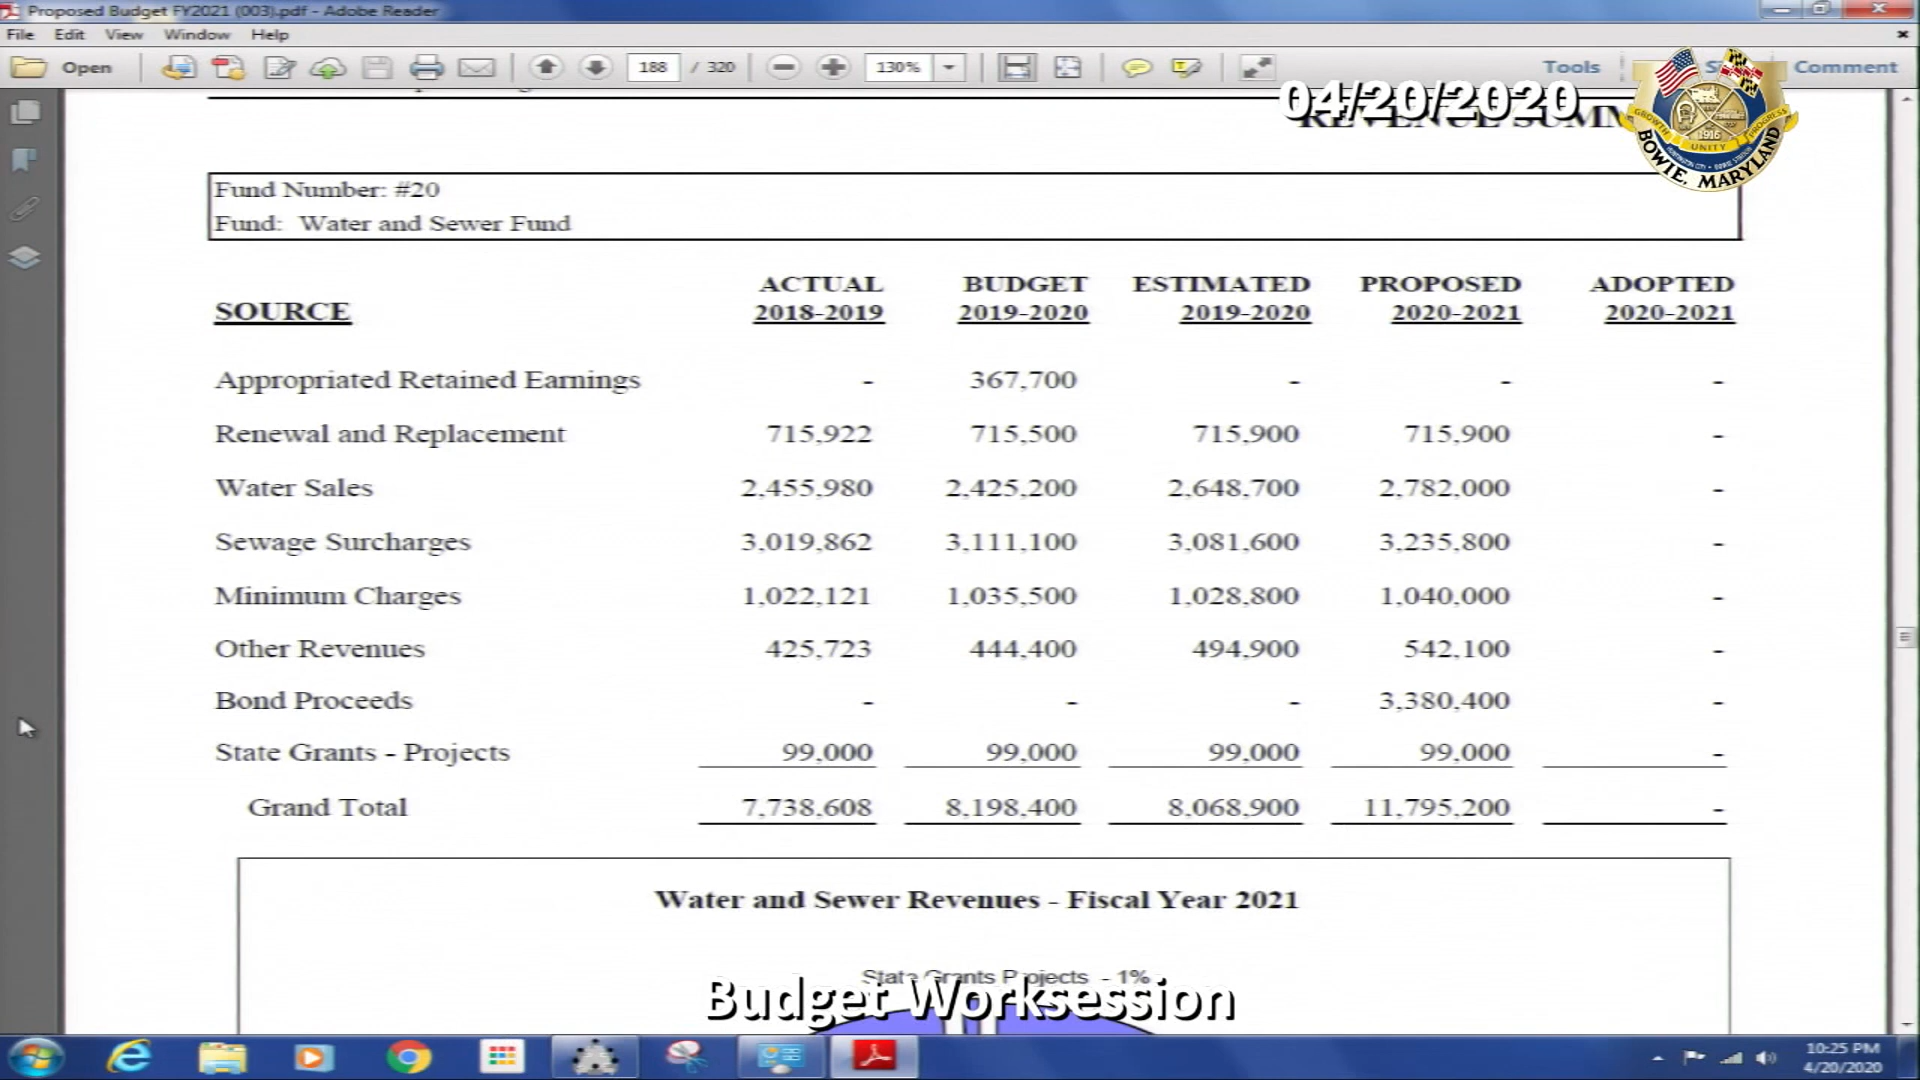 Proposed Budget FY2021 (003).pdf - Adobe Reader
File Edit View Window Help
Open 188 / 320 130% Tools Comment
04/20/2020
GROWTH UNITY PROGRESS
1916
BOWIE, MARYLAND
Fund Number: #20
Fund: Water and Sewer Fund
SOURCE ACTUAL 2018-2019 BUDGET 2019-2020 ESTIMATED 2019-2020 PROPOSED 2020-2021 ADOPTED 2020-2021
Appropriated Retained Earnings - 367,700 - - -
Renewal and Replacement 715,922 715,500 715,900 715,900 -
Water Sales 2,455,980 2,425,200 2,648,700 2,782,000 -
Sewage Surcharges 3,019,862 3,111,100 3,081,600 3,235,800 -
Minimum Charges 1,022,121 1,035,500 1,028,800 1,040,000 -
Other Revenues 425,723 444,400 494,900 542,100 -
Bond Proceeds - - - 3,380,400 -
State Grants - Projects 99,000 99,000 99,000 99,000 -
Grand Total 7,738,608 8,198,400 8,068,900 11,795,200 -
Water and Sewer Revenues - Fiscal Year 2021
State Grants Projects - 1%
Budget Worksession
10:25 PM
4/20/2020